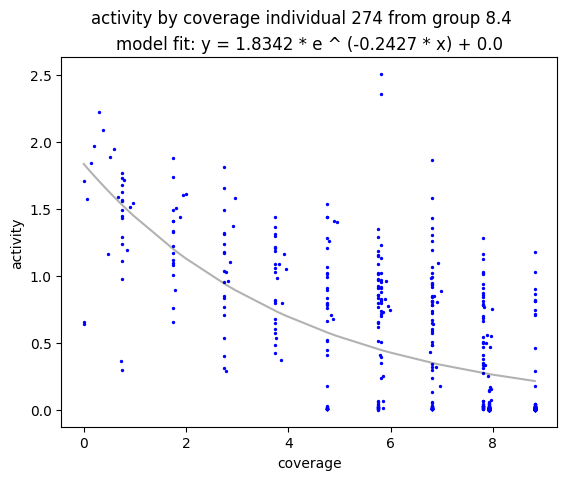 activity by coverage individual 274 from group 8.4
model fit: y = 1.8342 * e ^ (-0.2427 * x) + 0.0
2.5
2.0
1.5
1.0
0.5
0.0
activity
0 2 4 6 8
coverage